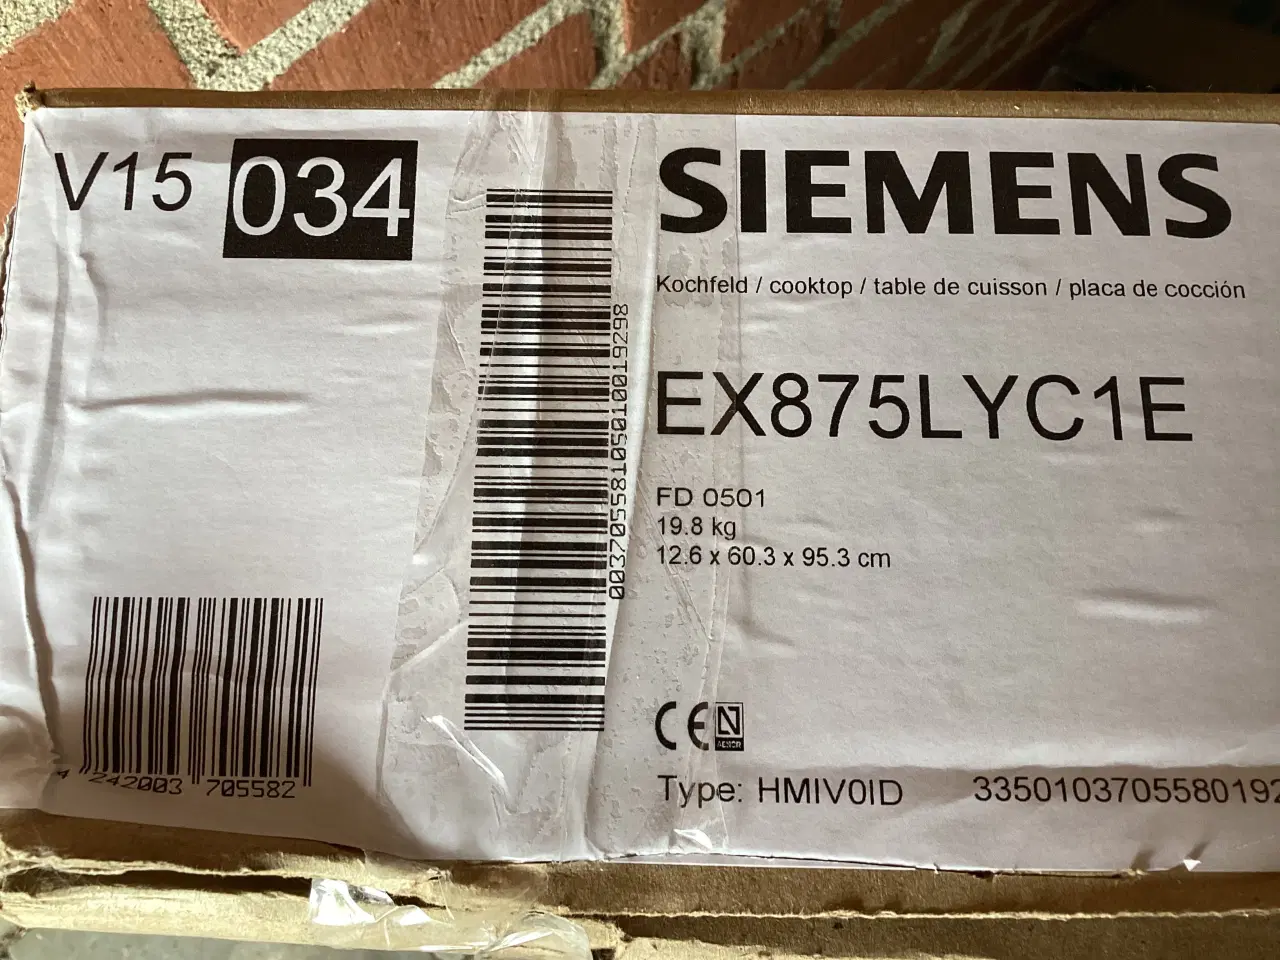 V15 034
SIEMENS
Kochfeld / cooktop / table de cuisson / placa de cocción
EX875LYC1E
FD 0501
19.8 kg
12.6 x 60.3 x 95.3 cm
00370558105010019298
CE N
AENOR
Type: HMIV0ID 3350103705580192
4 242003 705582